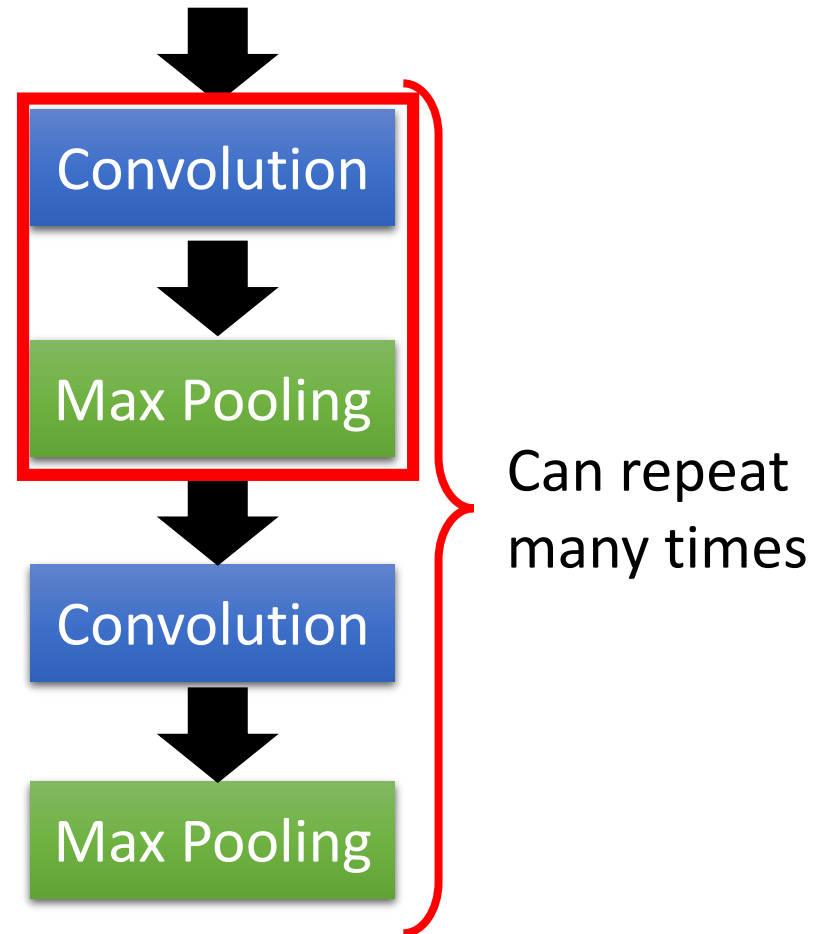 Convolution
Max Pooling
Can repeat
many times
Convolution
Max Pooling